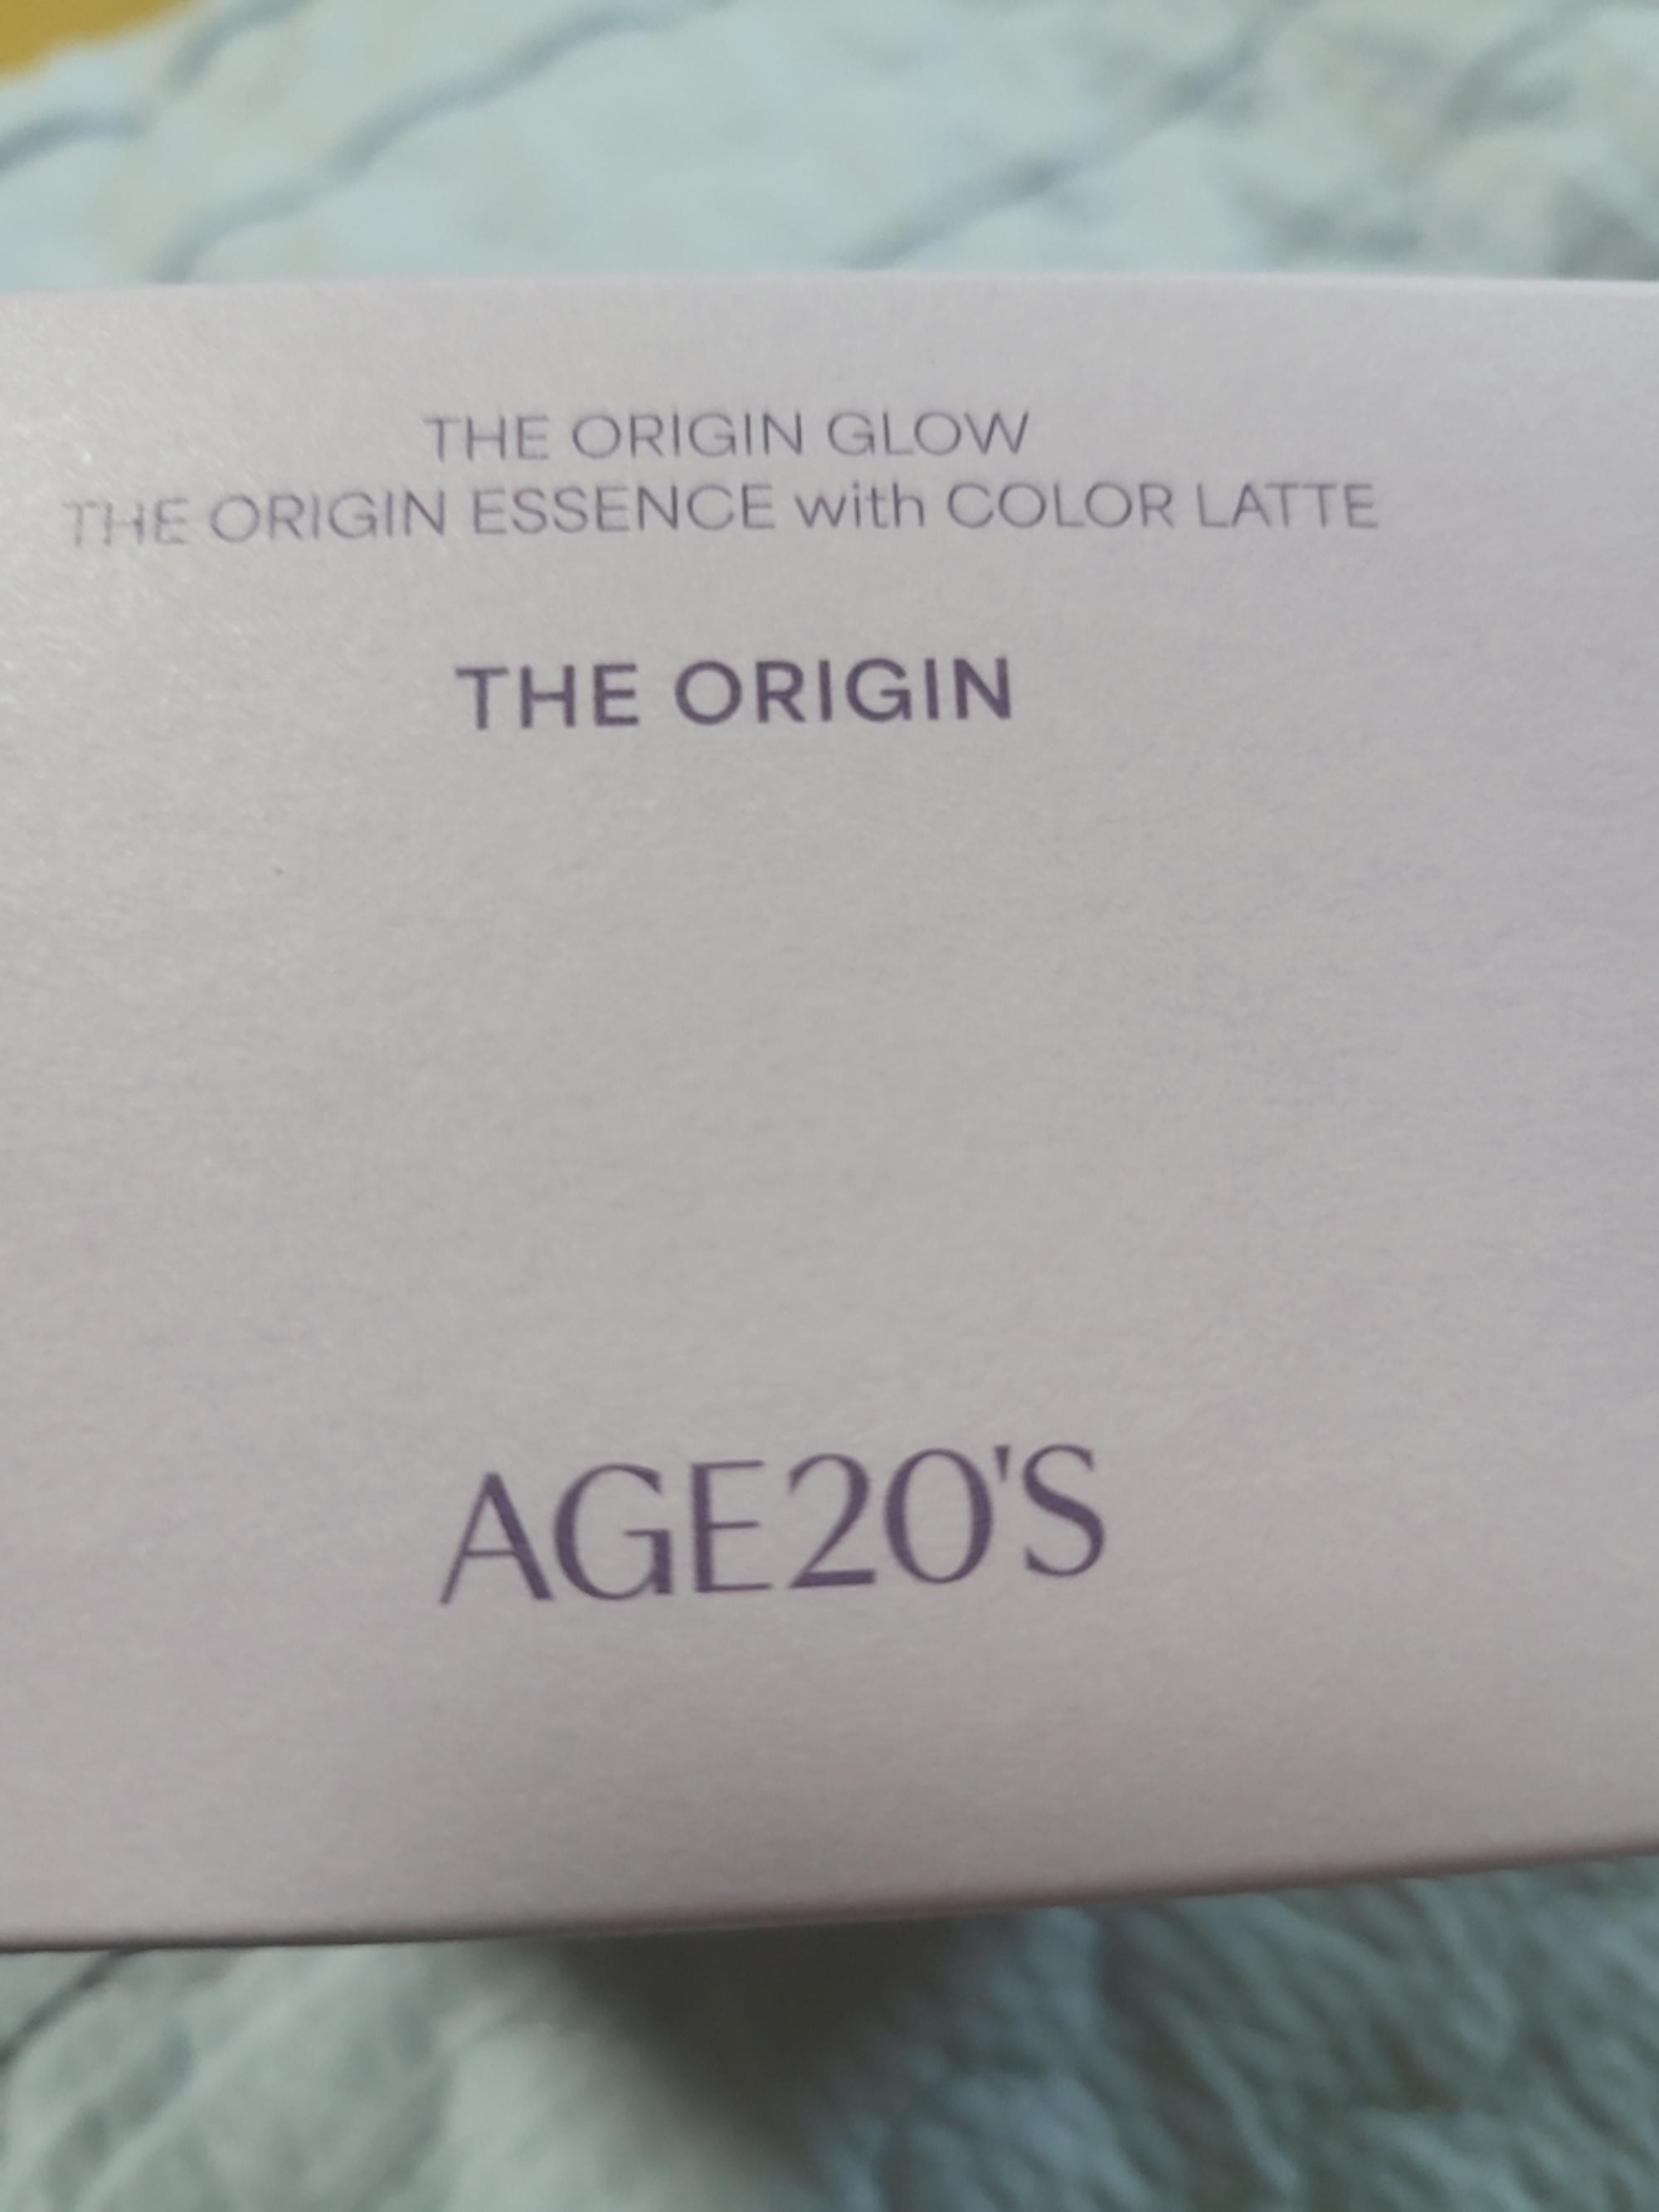 THE ORIGIN GLOW
THE ORIGIN ESSENCE with COLOR LATTE
THE ORIGIN
AGE20'S